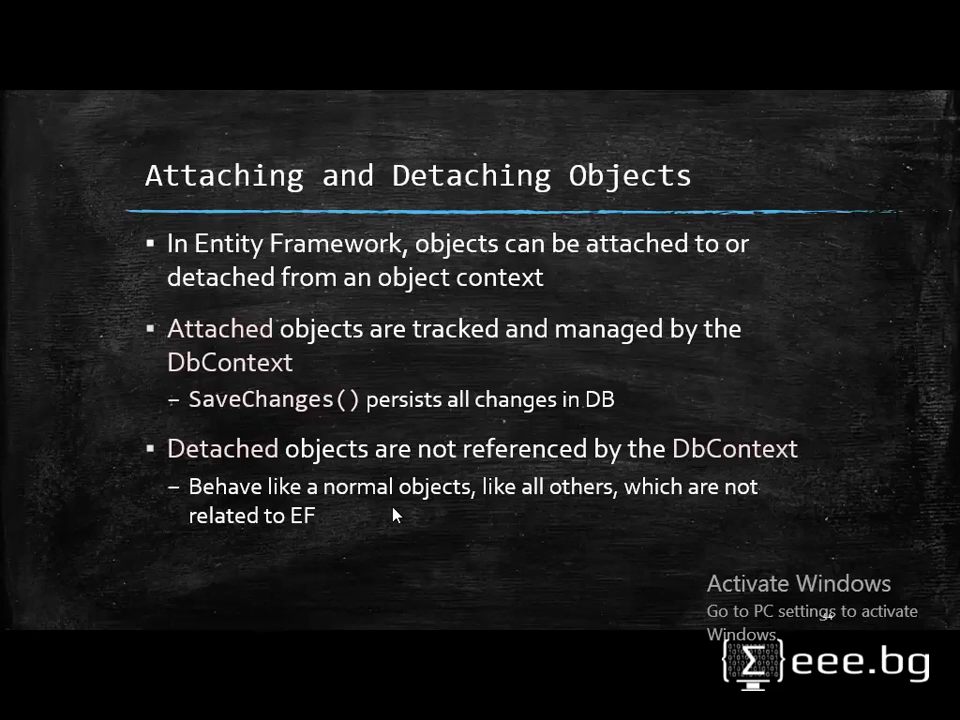 Attaching and Detaching Objects
▪ In Entity Framework, objects can be attached to or
detached from an object context
▪ Attached objects are tracked and managed by the
DbContext
– SaveChanges() persists all changes in DB
▪ Detached objects are not referenced by the DbContext
– Behave like a normal objects, like all others, which are not
related to EF
Activate Windows
Go to PC settings to activate
Windows.
{Σ}eee.bg